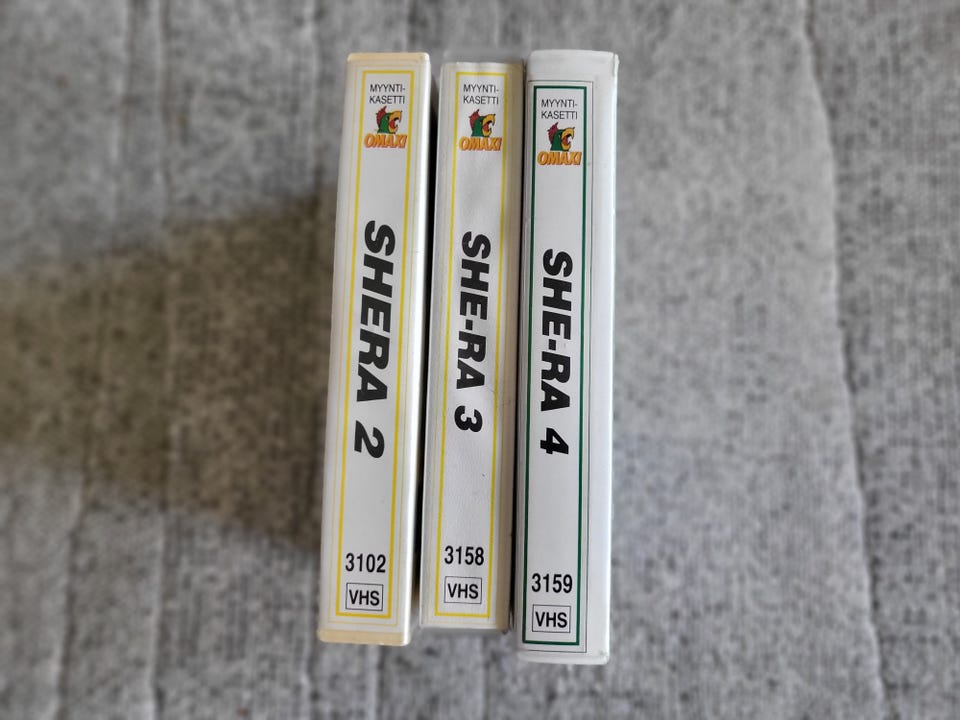 MYYNTI-
KASETTI
OMAXI
SHERA 2
3102
VHS
MYYNTI-
KASETTI
OMAXI
SHE-RA 3
3158
VHS
MYYNTI-
KASETTI
OMAXI
SHE-RA 4
3159
VHS